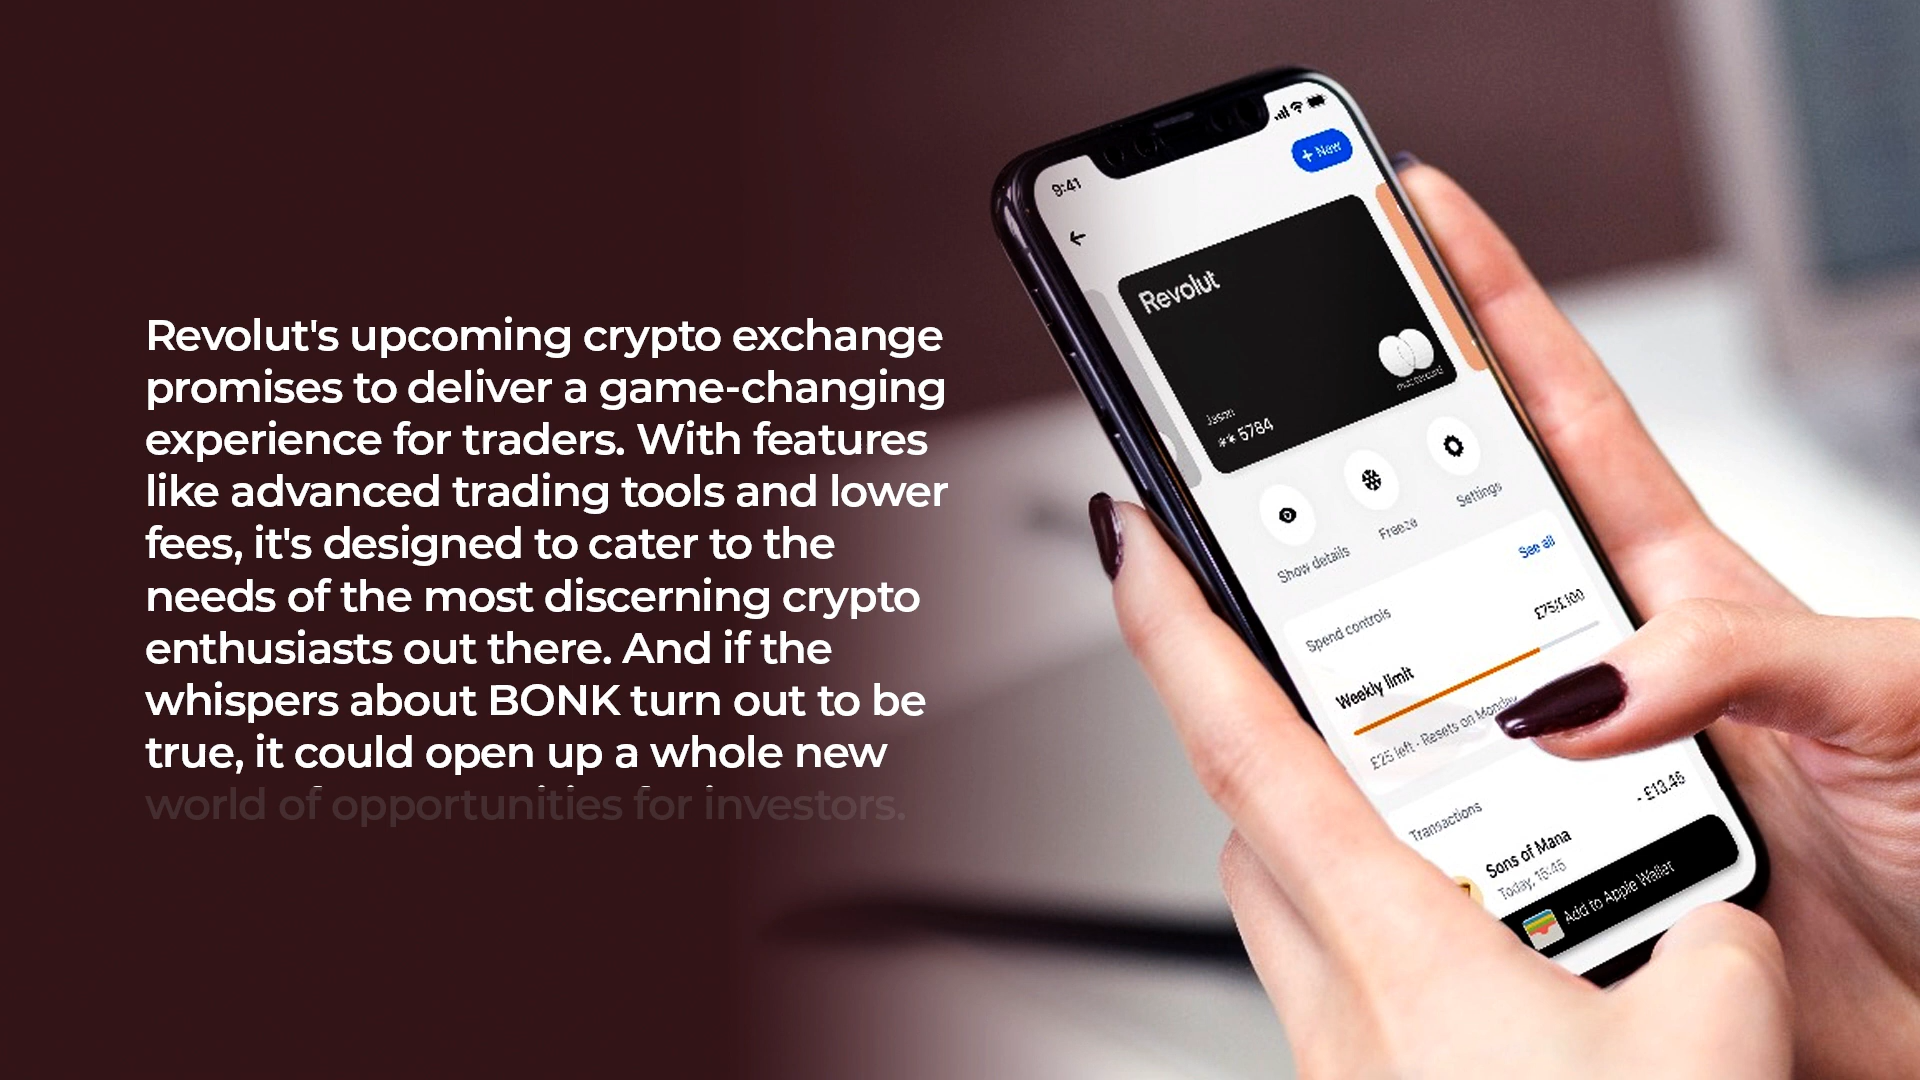 Revolut's upcoming crypto exchange
promises to deliver a game-changing
experience for traders. With features
like advanced trading tools and lower
fees, it's designed to cater to the
needs of the most discerning crypto
enthusiasts out there. And if the
whispers about BONK turn out to be
true, it could open up a whole new
world of opportunities for investors.
9:41
+ New
Revolut
mastercard
Jason
** 5784
Show details
Freeze
Settings
See all
Spend controls
£75/£100
Weekly limit
£25 left · Resets on Monday
Transactions
- £13.45
Sons of Mana
Today, 15:45
Add to Apple Wallet